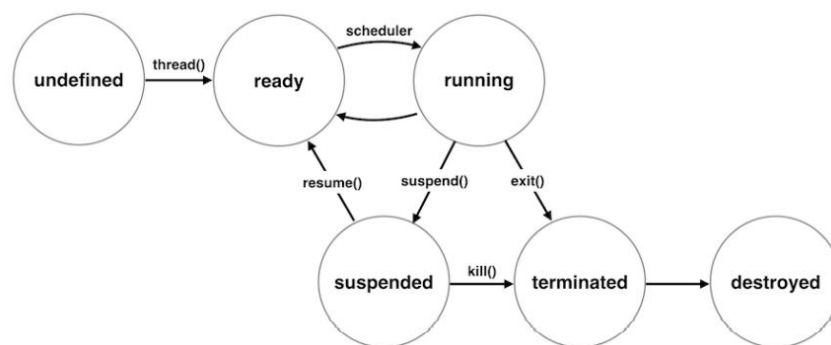 scheduler
undefined
thread()
ready
running
resume()
suspend()
exit()
suspended
kill()
terminated
destroyed